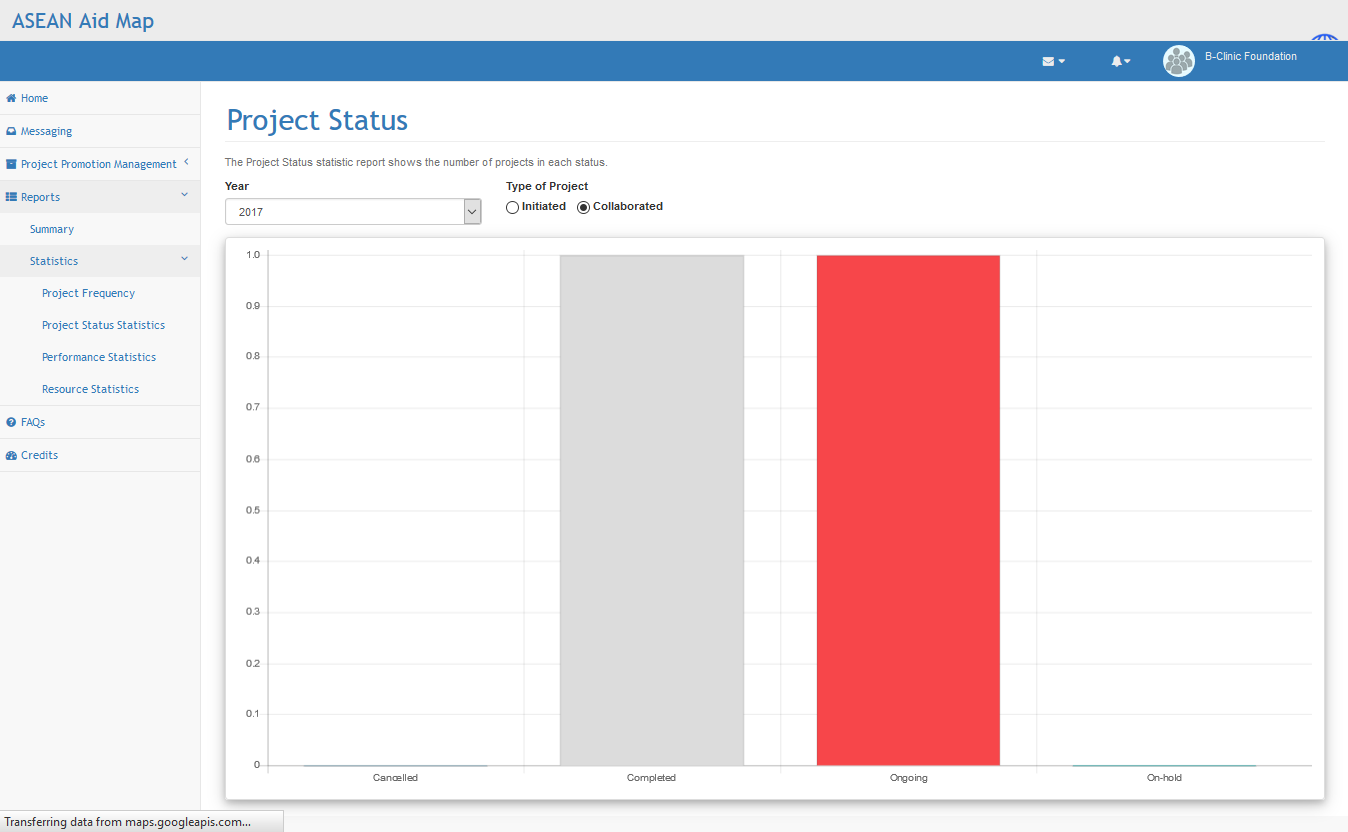 ASEAN Aid Map
B-Clinic Foundation
Home
Messaging
Project Promotion Management
Reports
Summary
Statistics
Project Frequency
Project Status Statistics
Performance Statistics
Resource Statistics
FAQs
Credits
Project Status
The Project Status statistic report shows the number of projects in each status.
Year
Type of Project
2017
Initiated
Collaborated
1.0
0.9
0.8
0.7
0.6
0.5
0.4
0.3
0.2
0.1
0
Cancelled
Completed
Ongoing
On-hold
Transferring data from maps.googleapis.com...